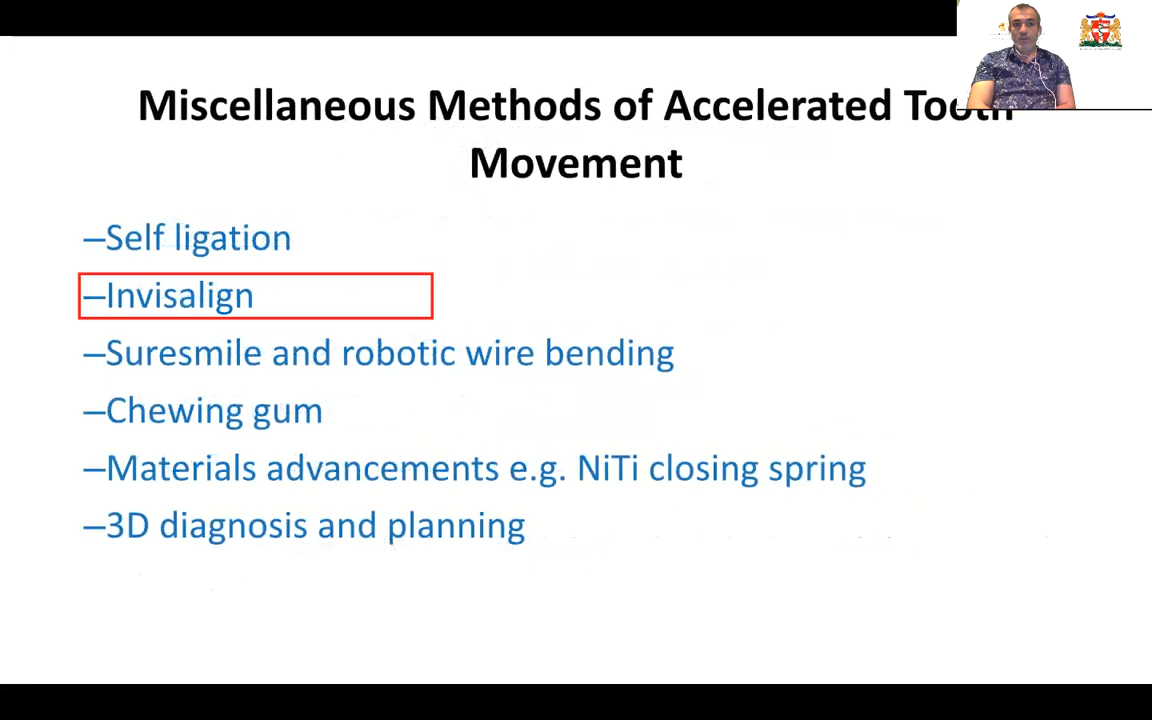 Miscellaneous Methods of Accelerated Tooth
Movement
–Self ligation
–Invisalign
–Suresmile and robotic wire bending
–Chewing gum
–Materials advancements e.g. NiTi closing spring
–3D diagnosis and planning